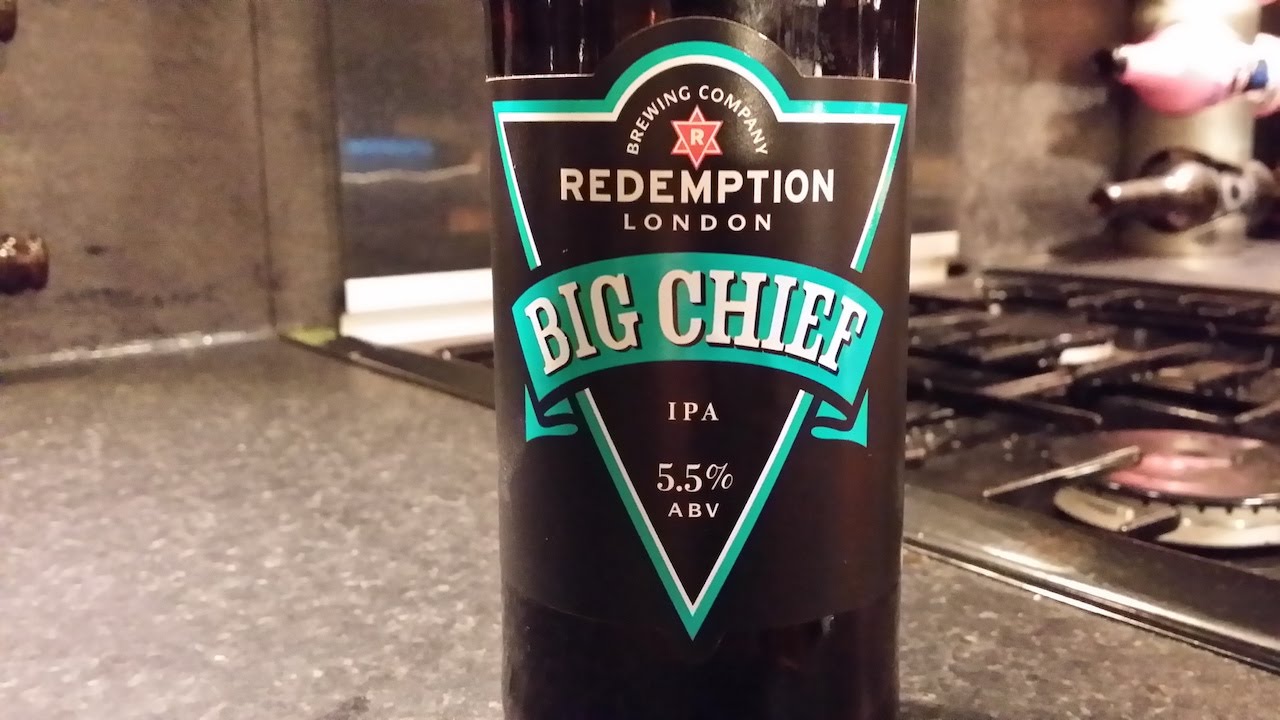 BREWING COMPANY
R
REDEMPTION
LONDON
BIG CHIEF
IPA
5.5%
ABV